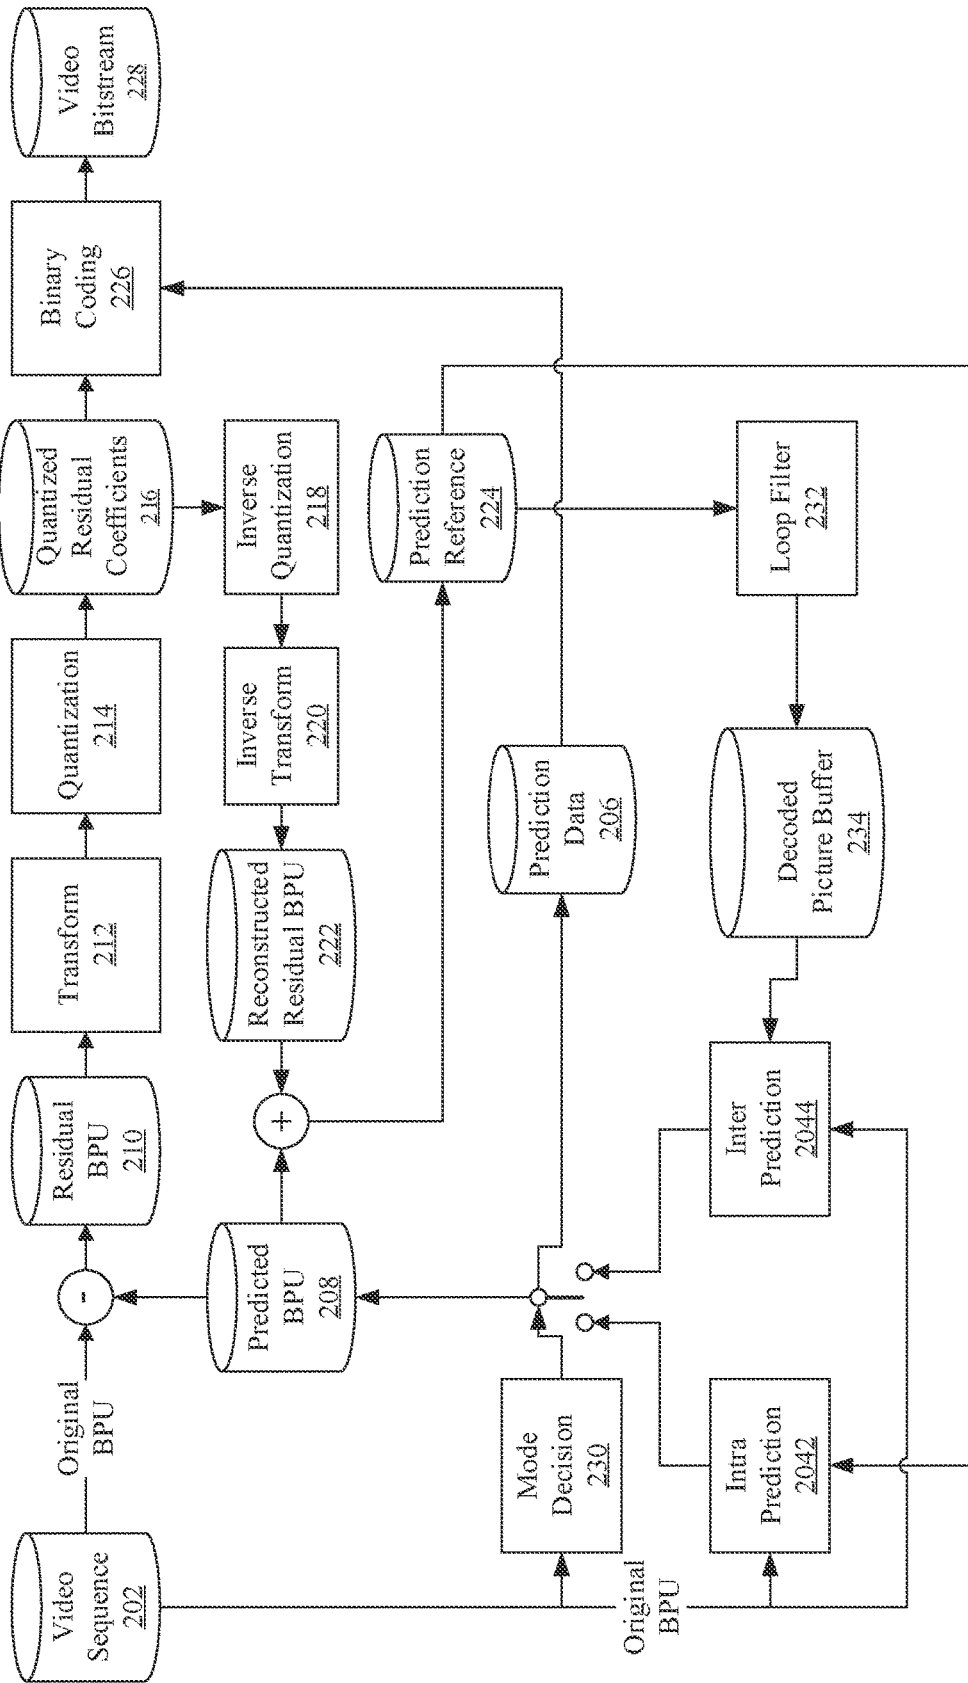 Video
Sequence
202
Original
BPU
-
Residual
BPU
210
Transform
212
Quantization
214
Quantized
Residual
Coefficients
216
Binary
Coding
226
Video
Bitstream
228
Predicted
BPU
208
+
Reconstructed
Residual BPU
222
Inverse
Transform
220
Inverse
Quantization
218
Prediction
Reference
224
Mode
Decision
230
Prediction
Data
206
Original
BPU
Intra
Prediction
2042
Inter
Prediction
2044
Decoded
Picture Buffer
234
Loop Filter
232